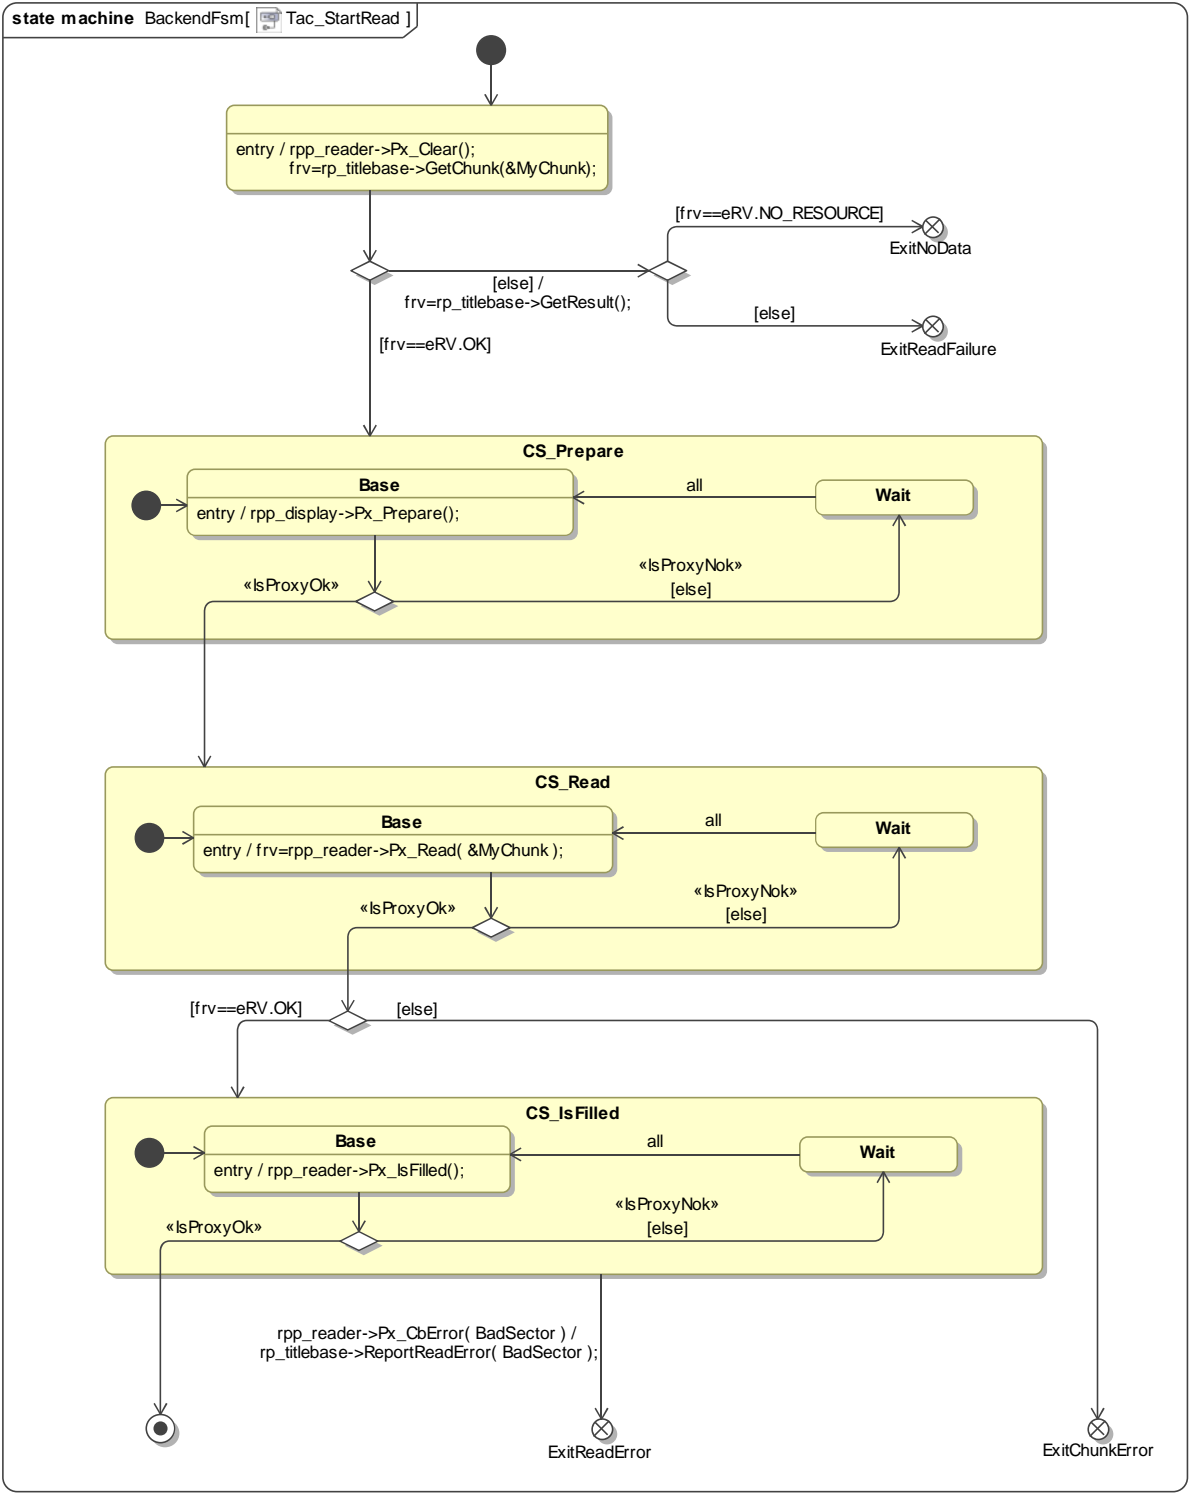 state machine BackendFsm[ Tac_StartRead ]
entry / rpp_reader->Px_Clear();
frv=rp_titlebase->GetChunk(&MyChunk);
[frv==eRV.NO_RESOURCE]
ExitNoData
[else] /
frv=rp_titlebase->GetResult();
[else]
ExitReadFailure
[frv==eRV.OK]
CS_Prepare
Base
entry / rpp_display->Px_Prepare();
all
Wait
«IsProxyOk»
«IsProxyNok»
[else]
CS_Read
Base
entry / frv=rpp_reader->Px_Read( &MyChunk );
all
Wait
«IsProxyOk»
«IsProxyNok»
[else]
[frv==eRV.OK]
[else]
CS_IsFilled
Base
entry / rpp_reader->Px_IsFilled();
all
Wait
«IsProxyOk»
«IsProxyNok»
[else]
rpp_reader->Px_CbError( BadSector ) /
rp_titlebase->ReportReadError( BadSector );
ExitReadError
ExitChunkError